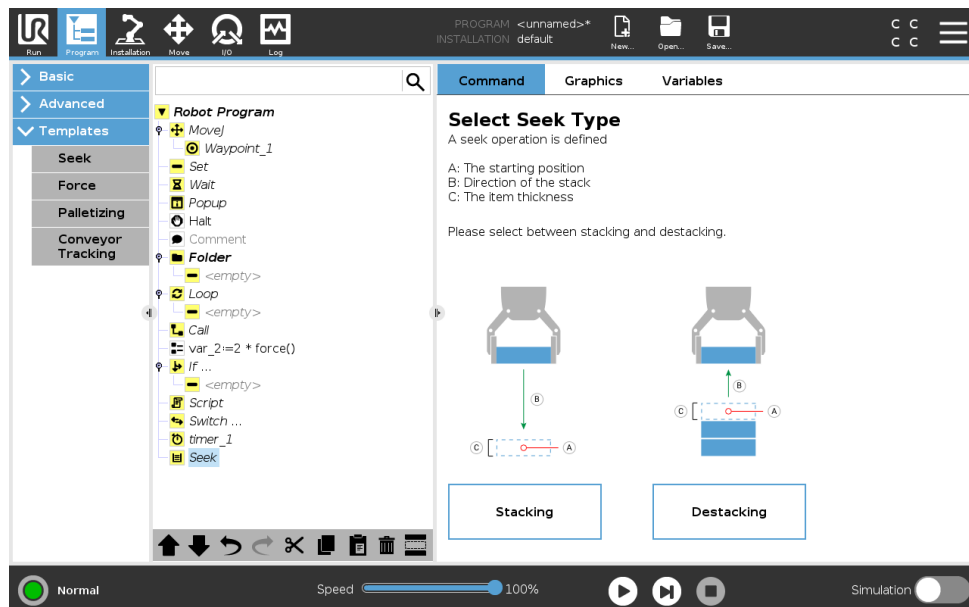 PROGRAM <unnamed>*
INSTALLATION default
UR
Run
Program
Installation
Move
I/O
Log
New...
Open...
Save...
C C
C C
Basic
Advanced
Templates
Seek
Force
Palletizing
Conveyor
Tracking
Robot Program
MoveJ
Waypoint_1
Set
Wait
Popup
Halt
Comment
Folder
<empty>
Loop
<empty>
Call
var_2:=2 * force()
If ...
<empty>
Script
Switch ...
timer_1
Seek
Command Graphics Variables
Select Seek Type
A seek operation is defined
A: The starting position
B: Direction of the stack
C: The item thickness
Please select between stacking and destacking.
B
C
A
B
C
A
Stacking
Destacking
Normal
Speed
100%
Simulation